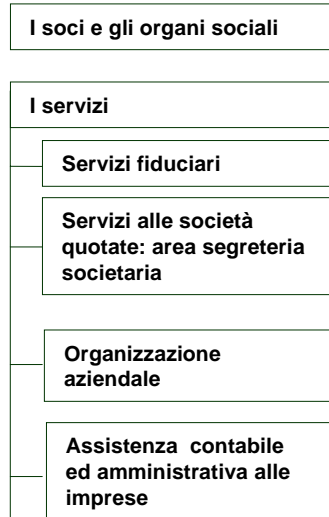 I soci e gli organi sociali
I servizi
Servizi fiduciari
Servizi alle società
quotate: area segreteria
societaria
Organizzazione
aziendale
Assistenza contabile
ed amministrativa alle
imprese